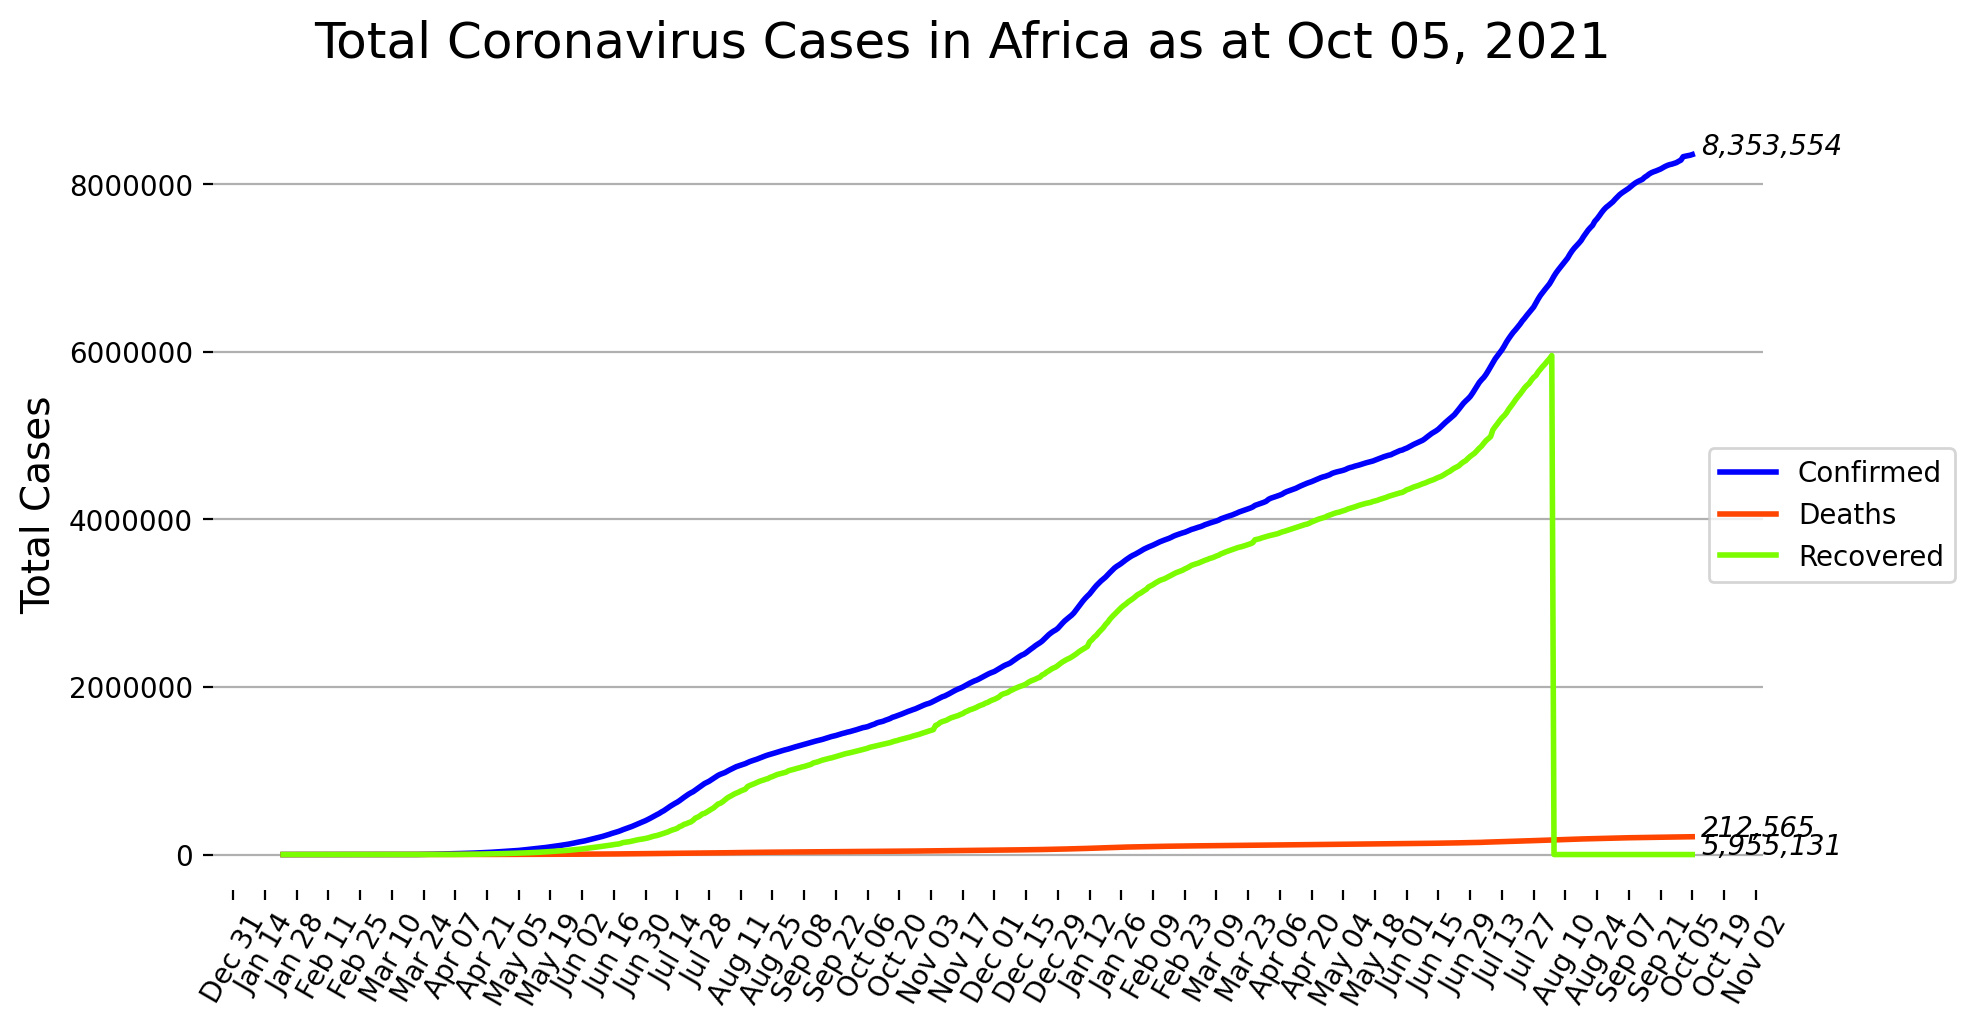 Total Coronavirus Cases in Africa as at Oct 05, 2021
8,353,554
8000000
6000000
4000000
2000000
0
Total Cases
Confirmed
Deaths
Recovered
212,565
5,955,131
Dec 31
Jan 14
Jan 28
Feb 11
Feb 25
Mar 10
Mar 24
Apr 07
Apr 21
May 05
May 19
Jun 02
Jun 16
Jun 30
Jul 14
Jul 28
Aug 11
Aug 25
Sep 08
Sep 22
Oct 06
Oct 20
Nov 03
Nov 17
Dec 01
Dec 15
Dec 29
Jan 12
Jan 26
Feb 09
Feb 23
Mar 09
Mar 23
Apr 06
Apr 20
May 04
May 18
Jun 01
Jun 15
Jun 29
Jul 13
Jul 27
Aug 10
Aug 24
Sep 07
Sep 21
Oct 05
Oct 19
Nov 02